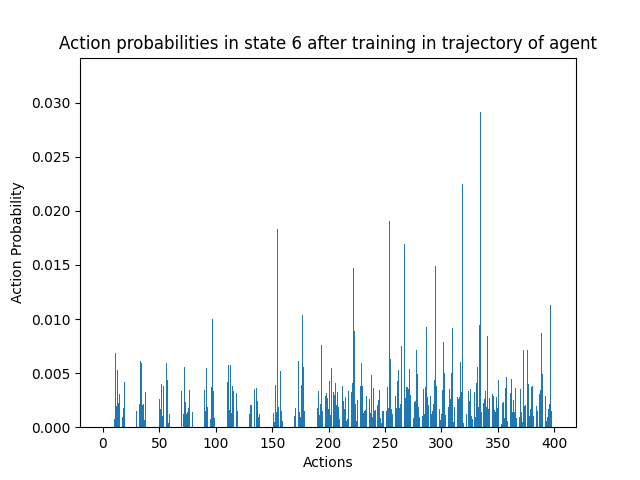 Action probabilities in state 6 after training in trajectory of agent
0.030
0.025
0.020
0.015
0.010
0.005
0.000
Action Probability
0 50 100 150 200 250 300 350 400
Actions